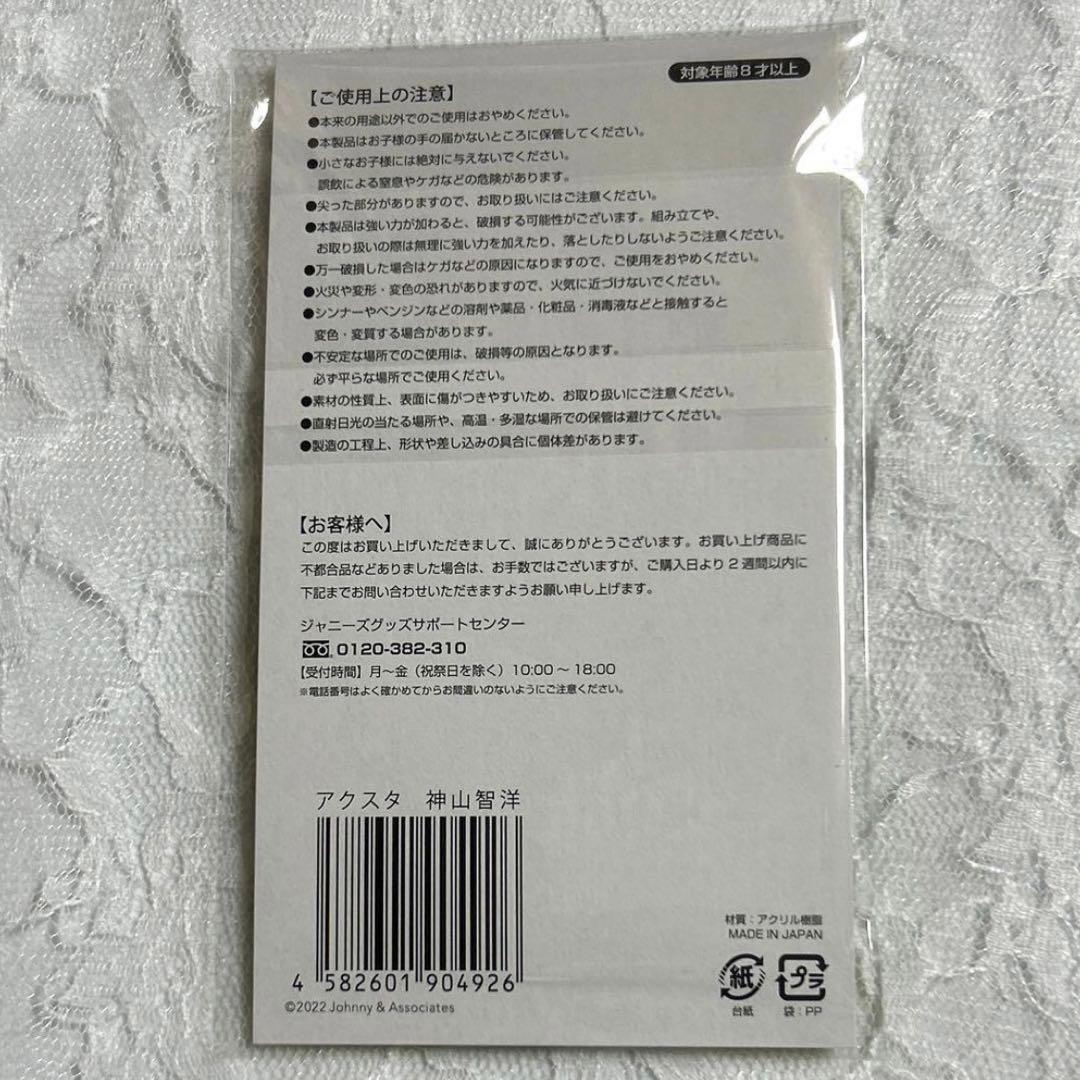 対象年齢8才以上
【ご使用上の注意】
●本来の用途以外でのご使用はおやめください。
●本製品はお子様の手の届かないところに保管してください。
●小さなお子様には絶対に与えないでください。
誤飲による窒息やケガなどの危険があります。
●尖った部分がありますので、お取り扱いにはご注意ください。
●本製品は強い力が加わると、破損する可能性がございます。組み立てや、
お取り扱いの際は無理に強い力を加えたり、落としたりしないようご注意ください。
●万一破損した場合はケガなどの原因になりますので、ご使用をおやめください。
●火災や変形・変色の恐れがありますので、火気に近づけないでください。
●シンナーやベンジンなどの溶剤や薬品・化粧品・消毒液などと接触すると
変色・変質する場合があります。
●不安定な場所でのご使用は、破損等の原因となります。
必ず平らな場所でご使用ください。
●素材の性質上、表面に傷がつきやすいため、お取り扱いにご注意ください。
●直射日光の当たる場所や、高温・多湿な場所での保管は避けてください。
●製造の工程上、形状や差し込みの具合に個体差があります。
【お客様へ】
この度はお買い上げいただきまして、誠にありがとうございます。お買い上げ商品に
不都合品などありました場合は、お手数ではございますが、ご購入日より2週間以内に
下記までお問い合わせいただきますようお願い申し上げます。
ジャニーズグッズサポートセンター
0120-382-310
【受付時間】月〜金（祝祭日を除く）10:00〜18:00
※電話番号はよく確かめてからお間違いのないようにご注意ください。
アクスタ 神山智洋
4 582601 904926
©2022 Johnny & Associates
材質：アクリル樹脂
MADE IN JAPAN
紙 プラ
台紙 袋：PP